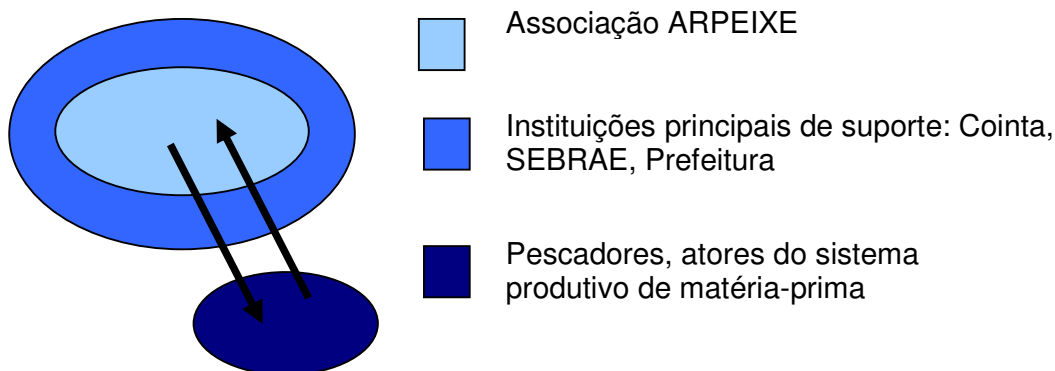 Associação ARPEIXE
Instituições principais de suporte: Cointa,
SEBRAE, Prefeitura
Pescadores, atores do sistema
produtivo de matéria-prima